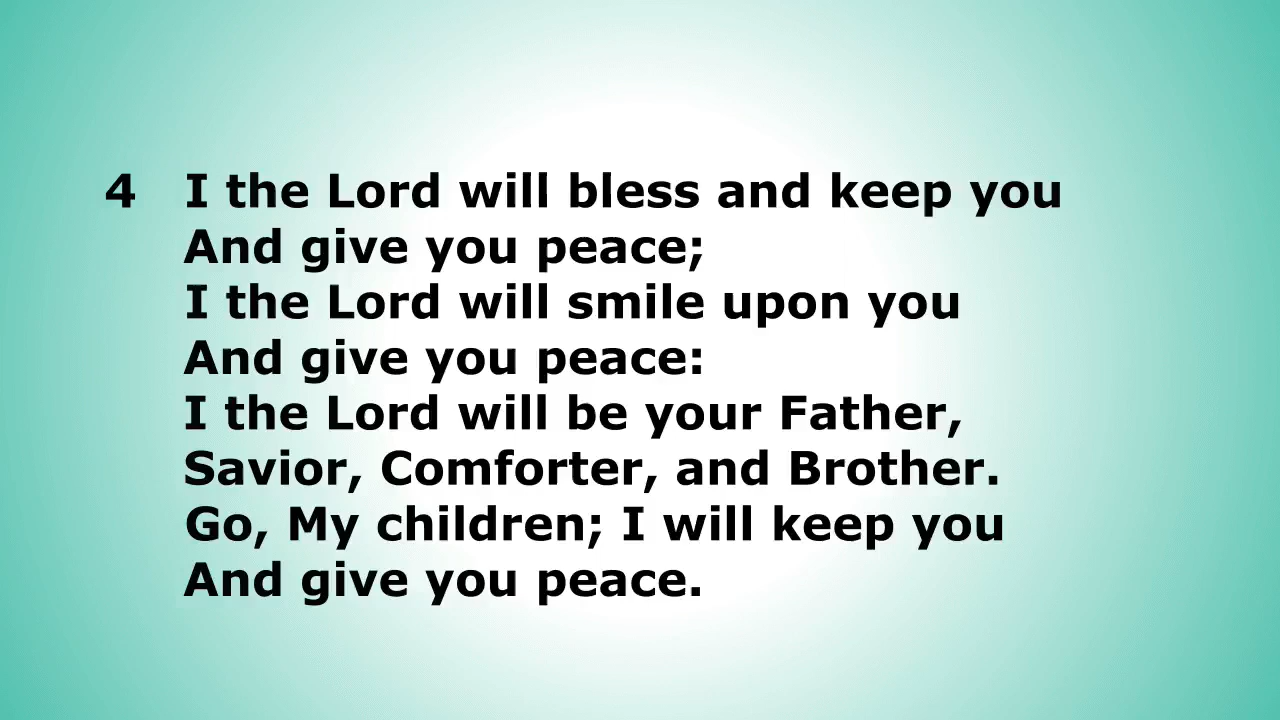 4 I the Lord will bless and keep you
And give you peace;
I the Lord will smile upon you
And give you peace:
I the Lord will be your Father,
Savior, Comforter, and Brother.
Go, My children; I will keep you
And give you peace.